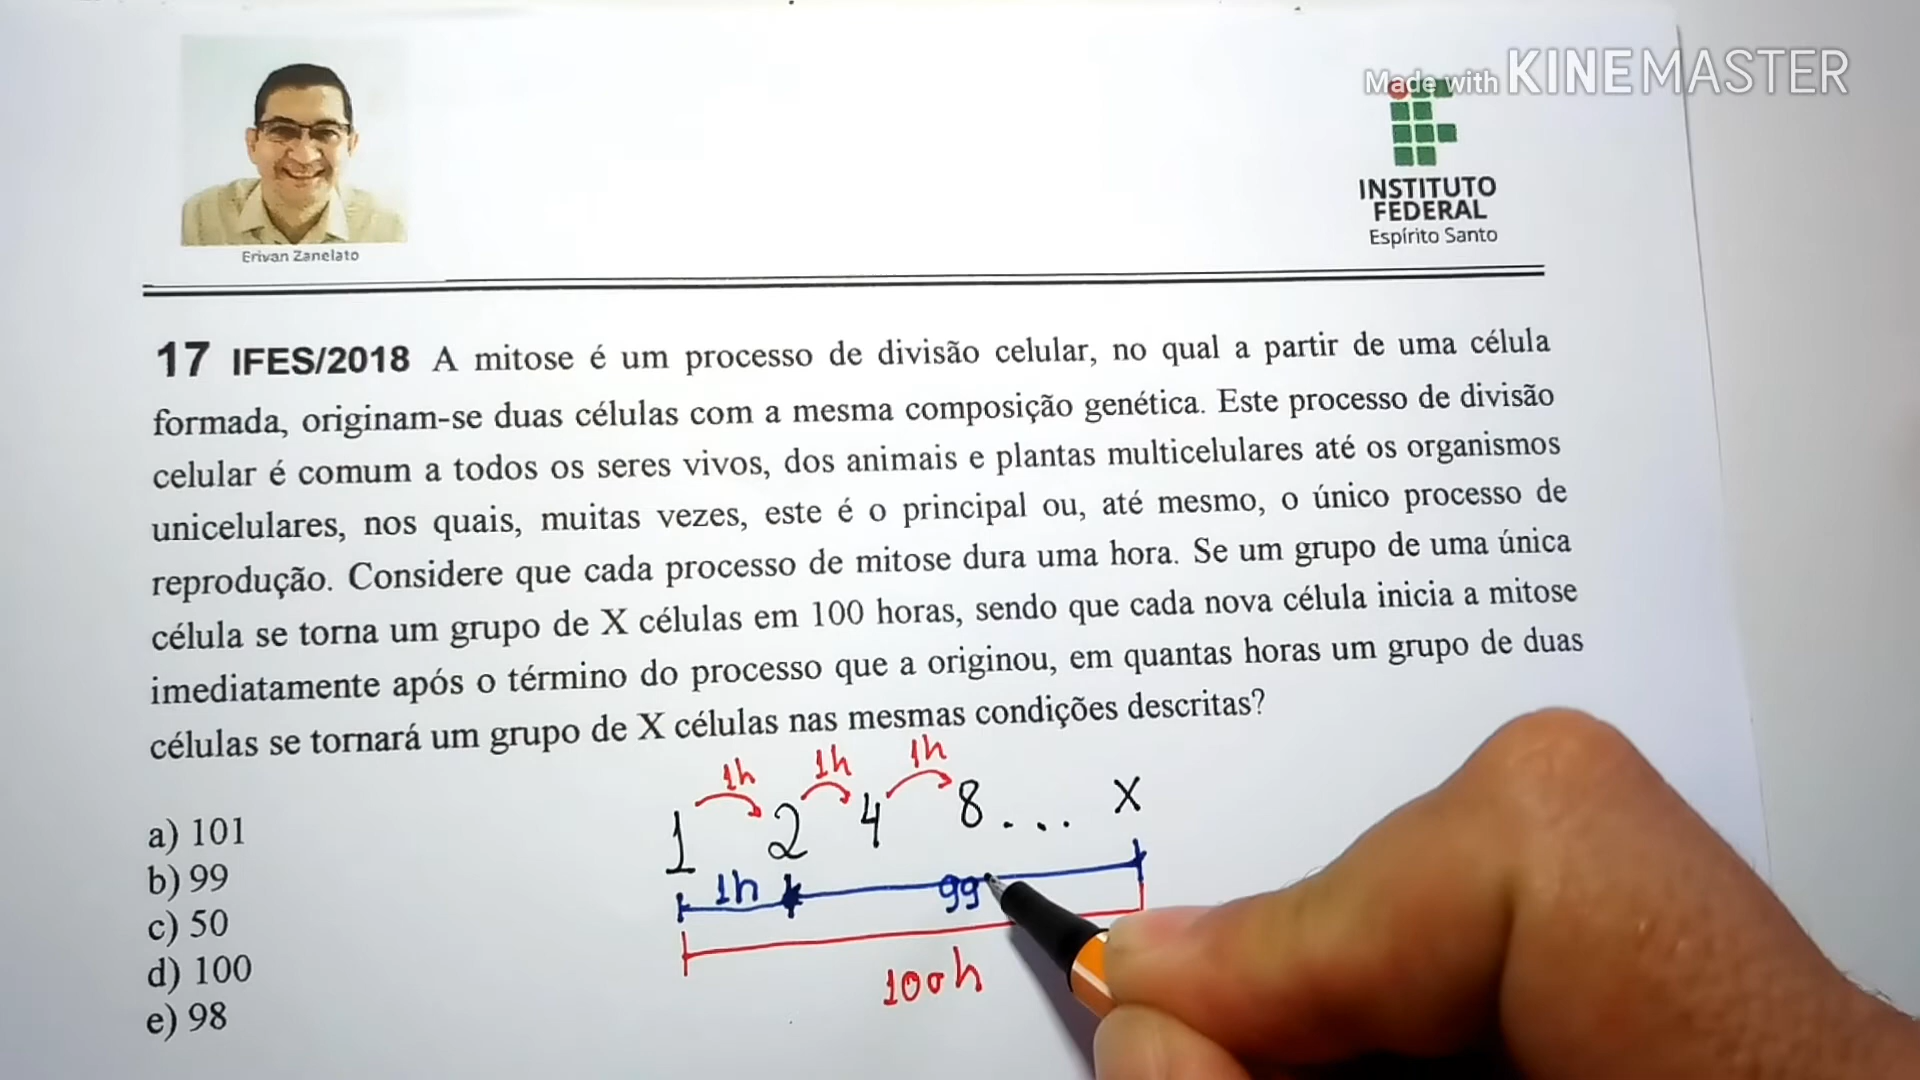 Made with KINEMASTER
INSTITUTO
FEDERAL
Espírito Santo
Erivan Zanelato
17 IFES/2018 A mitose é um processo de divisão celular, no qual a partir de uma célula
formada, originam-se duas células com a mesma composição genética. Este processo de divisão
celular é comum a todos os seres vivos, dos animais e plantas multicelulares até os organismos
unicelulares, nos quais, muitas vezes, este é o principal ou, até mesmo, o único processo de
reprodução. Considere que cada processo de mitose dura uma hora. Se um grupo de uma única
célula se torna um grupo de X células em 100 horas, sendo que cada nova célula inicia a mitose
imediatamente após o término do processo que a originou, em quantas horas um grupo de duas
células se tornará um grupo de X células nas mesmas condições descritas?
1h 1h 1h
1 2 4 8... X
1h 99
100h
a) 101
b) 99
c) 50
d) 100
e) 98